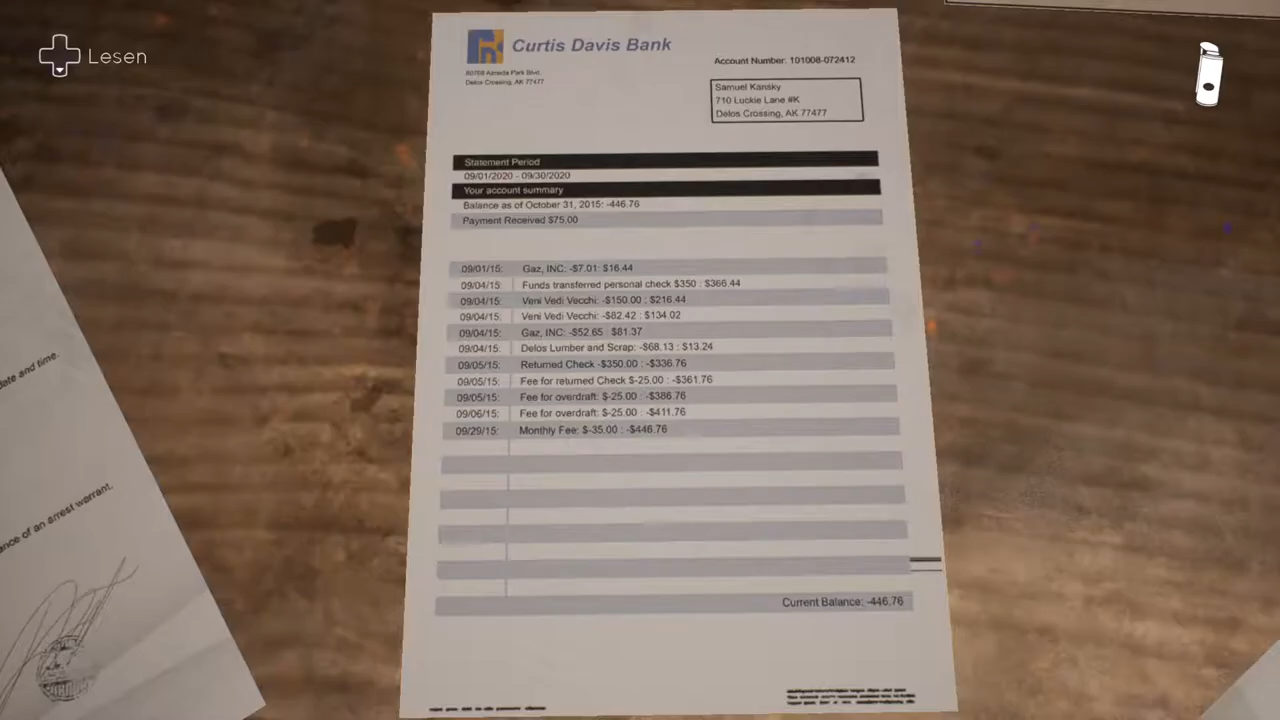 Lesen
Curtis Davis Bank
Delos Crossing, AK 77477
Account Number: 101008-072412
Samuel Kansky
710 Luckie Lane #K
Delos Crossing, AK 77477
Statement Period
09/01/2020 - 09/30/2020
Your account summary
Balance as of October 31, 2015: -446.76
Payment Received $75.00
09/01/15: Gaz, INC: -$7.01: $16.44
09/04/15: Funds transferred personal check $350 : $366.44
09/04/15: Veni Vedi Vecchi: -$150.00 : $216.44
09/04/15: Veni Vedi Vecchi: -$82.42 : $134.02
09/04/15: Gaz, INC: -$52.65 : $81.37
09/04/15: Delos Lumber and Scrap: -$68.13 : $13.24
09/05/15: Returned Check -$350.00 : -$336.76
09/05/15: Fee for returned Check $-25.00 : -$361.76
09/05/15: Fee for overdraft: $-25.00 : -$386.76
09/06/15: Fee for overdraft: $-25.00 : -$411.76
09/29/15: Monthly Fee: $-35.00 : -$446.76
Current Balance: -446.76
date and time.
ance of an arrest warrant.